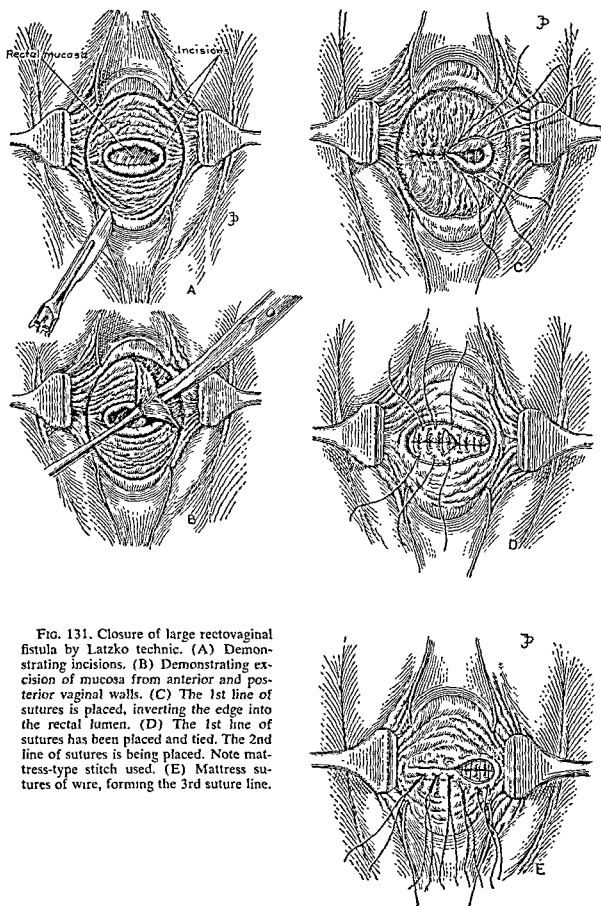 Rectal mucosa
Incisions
A
C
B
D
FIG. 131. Closure of large rectovaginal
fistula by Latzko technic. (A) Demon-
strating incisions. (B) Demonstrating ex-
cision of mucosa from anterior and pos-
terior vaginal walls. (C) The 1st line of
sutures is placed, inverting the edge into
the rectal lumen. (D) The 1st line of
sutures has been placed and tied. The 2nd
line of sutures is being placed. Note mat-
tress-type stitch used. (E) Mattress su-
tures of wire, forming the 3rd suture line.
E